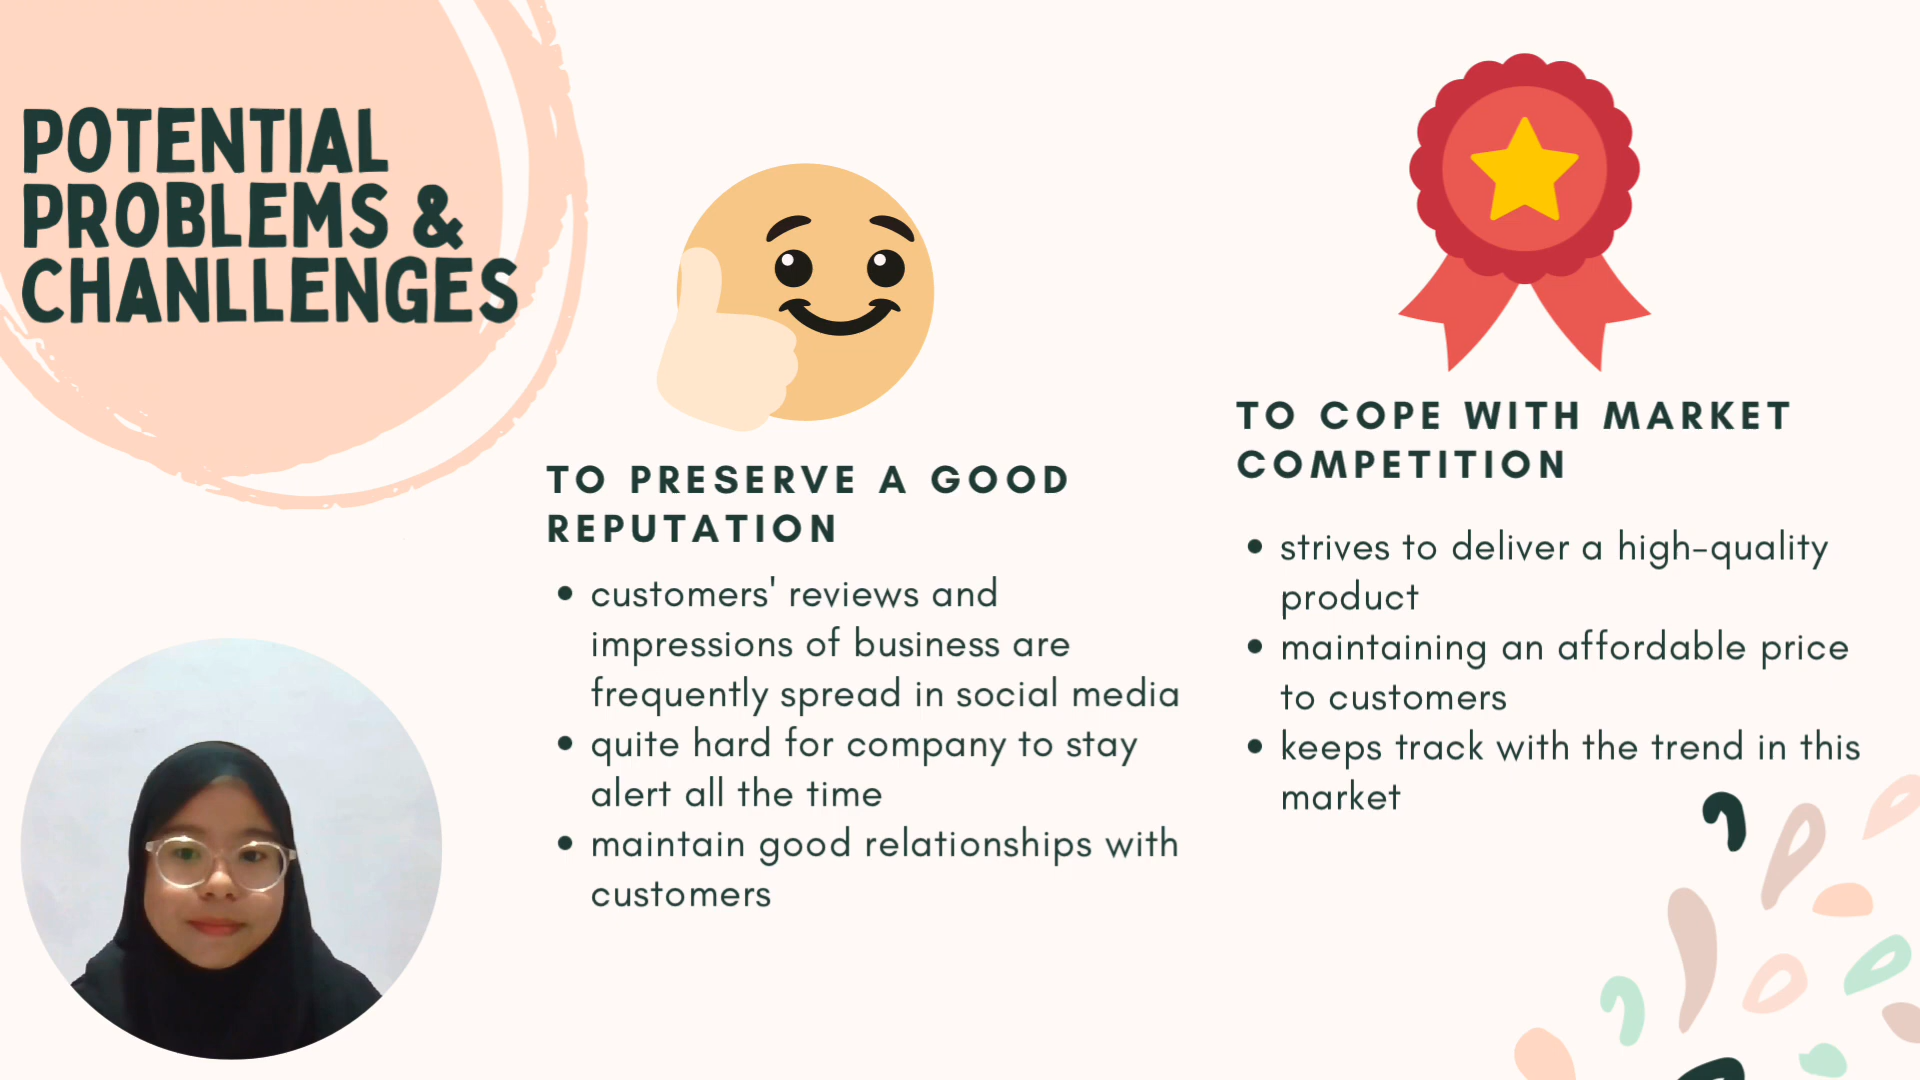 POTENTIAL
PROBLEMS &
CHANLLENGES
TO PRESERVE A GOOD
REPUTATION
• customers' reviews and
impressions of business are
frequently spread in social media
• quite hard for company to stay
alert all the time
• maintain good relationships with
customers
TO COPE WITH MARKET
COMPETITION
• strives to deliver a high-quality
product
• maintaining an affordable price
to customers
• keeps track with the trend in this
market